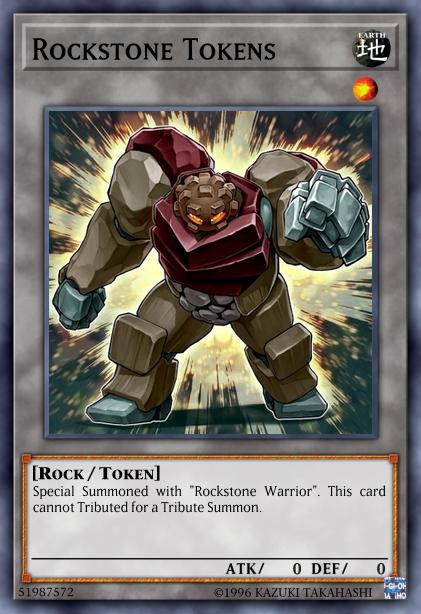 Rockstone Tokens
EARTH
地
[Rock / Token]
Special Summoned with "Rockstone Warrior". This card
cannot Tributed for a Tribute Summon.
ATK/ 0 DEF/ 0
51987572
©1996 KAZUKI TAKAHASHI